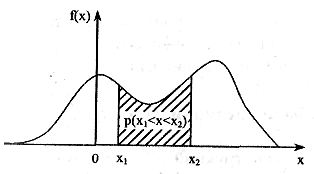 f(x)
p(x₁<x<x₂)
0 x₁ x₂ x